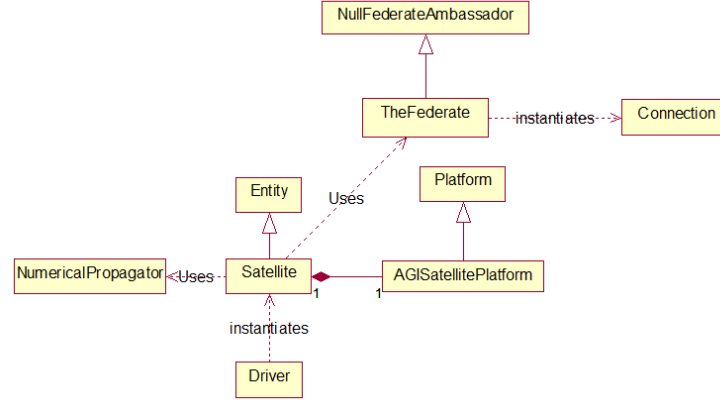 NullFederateAmbassador
TheFederate
instantiates
Connection
Platform
Entity
Uses
NumericalPropagator
Uses
Satellite
1
1
AGISatellitePlatform
instantiates
Driver